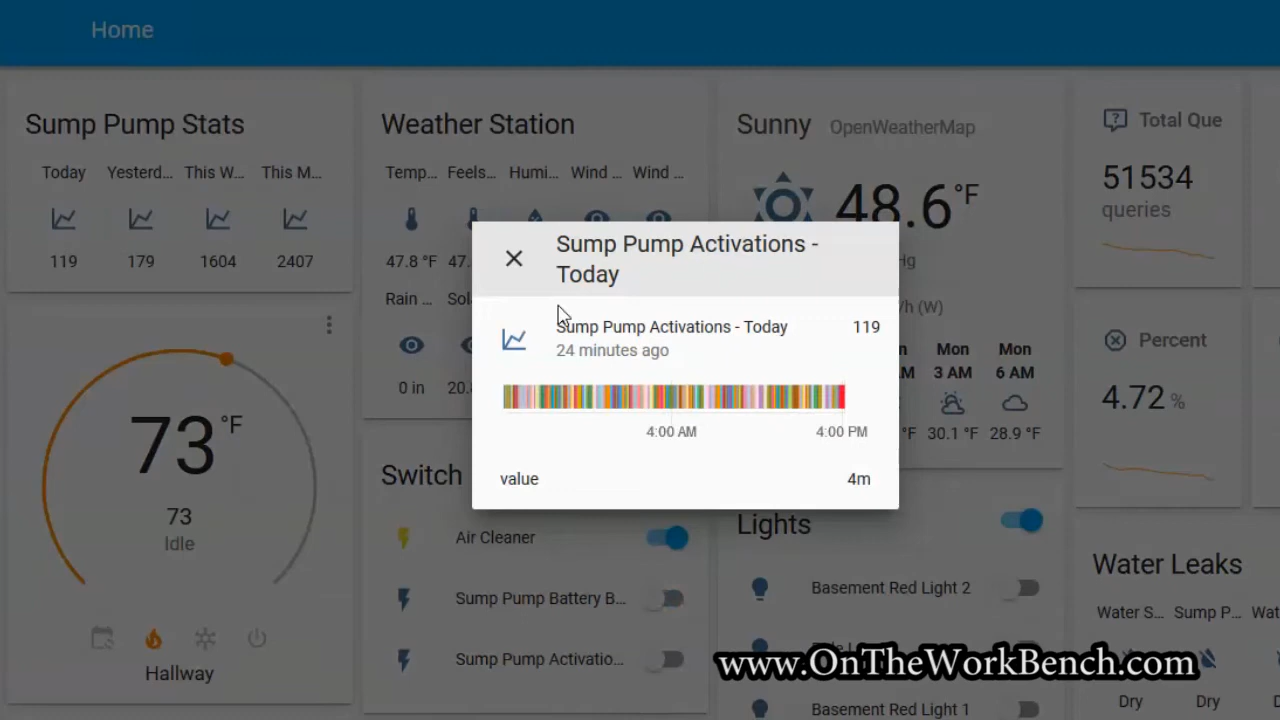 Home
Sump Pump Stats
Today Yesterd... This W... This M...
119 179 1604 2407
73 °F
73
Idle
Hallway
Weather Station
Temp... Feels... Humi... Wind ... Wind ...
47.8 °F 47.
Rain ... Sol
0 in 20.8
Switch
Air Cleaner
Sump Pump Battery B...
Sump Pump Activatio...
Sump Pump Activations -
Today
Sump Pump Activations - Today 119
24 minutes ago
4:00 AM 4:00 PM
value 4m
Sunny OpenWeatherMap
48.6 °F
Hg
/h (W)
n Mon Mon
M 3 AM 6 AM
°F 30.1 °F 28.9 °F
Lights
Basement Red Light 2
Basement Red Light 1
Total Que
51534
queries
Percent
4.72 %
Water Leaks
Water S... Sump P... Wat
Dry Dry
www.OnTheWorkBench.com